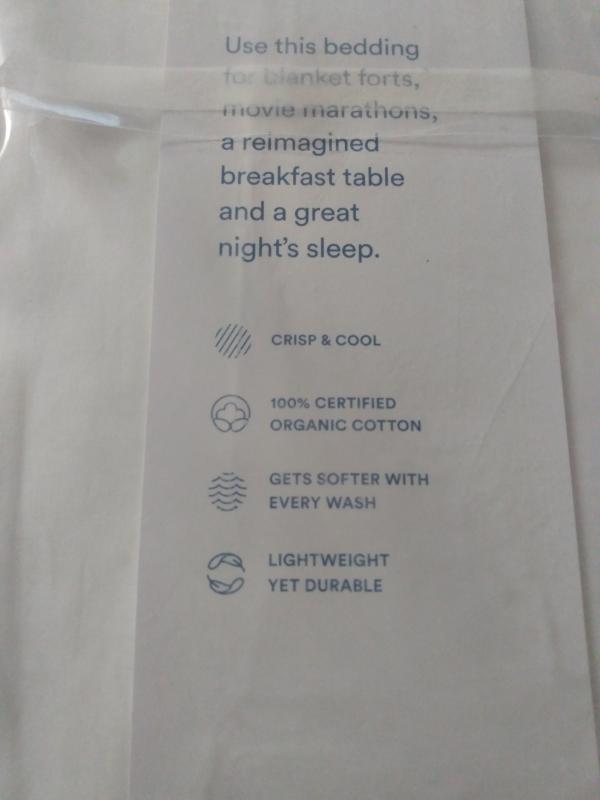 Use this bedding
for blanket forts,
movie marathons,
a reimagined
breakfast table
and a great
night's sleep.
CRISP & COOL
100% CERTIFIED
ORGANIC COTTON
GETS SOFTER WITH
EVERY WASH
LIGHTWEIGHT
YET DURABLE